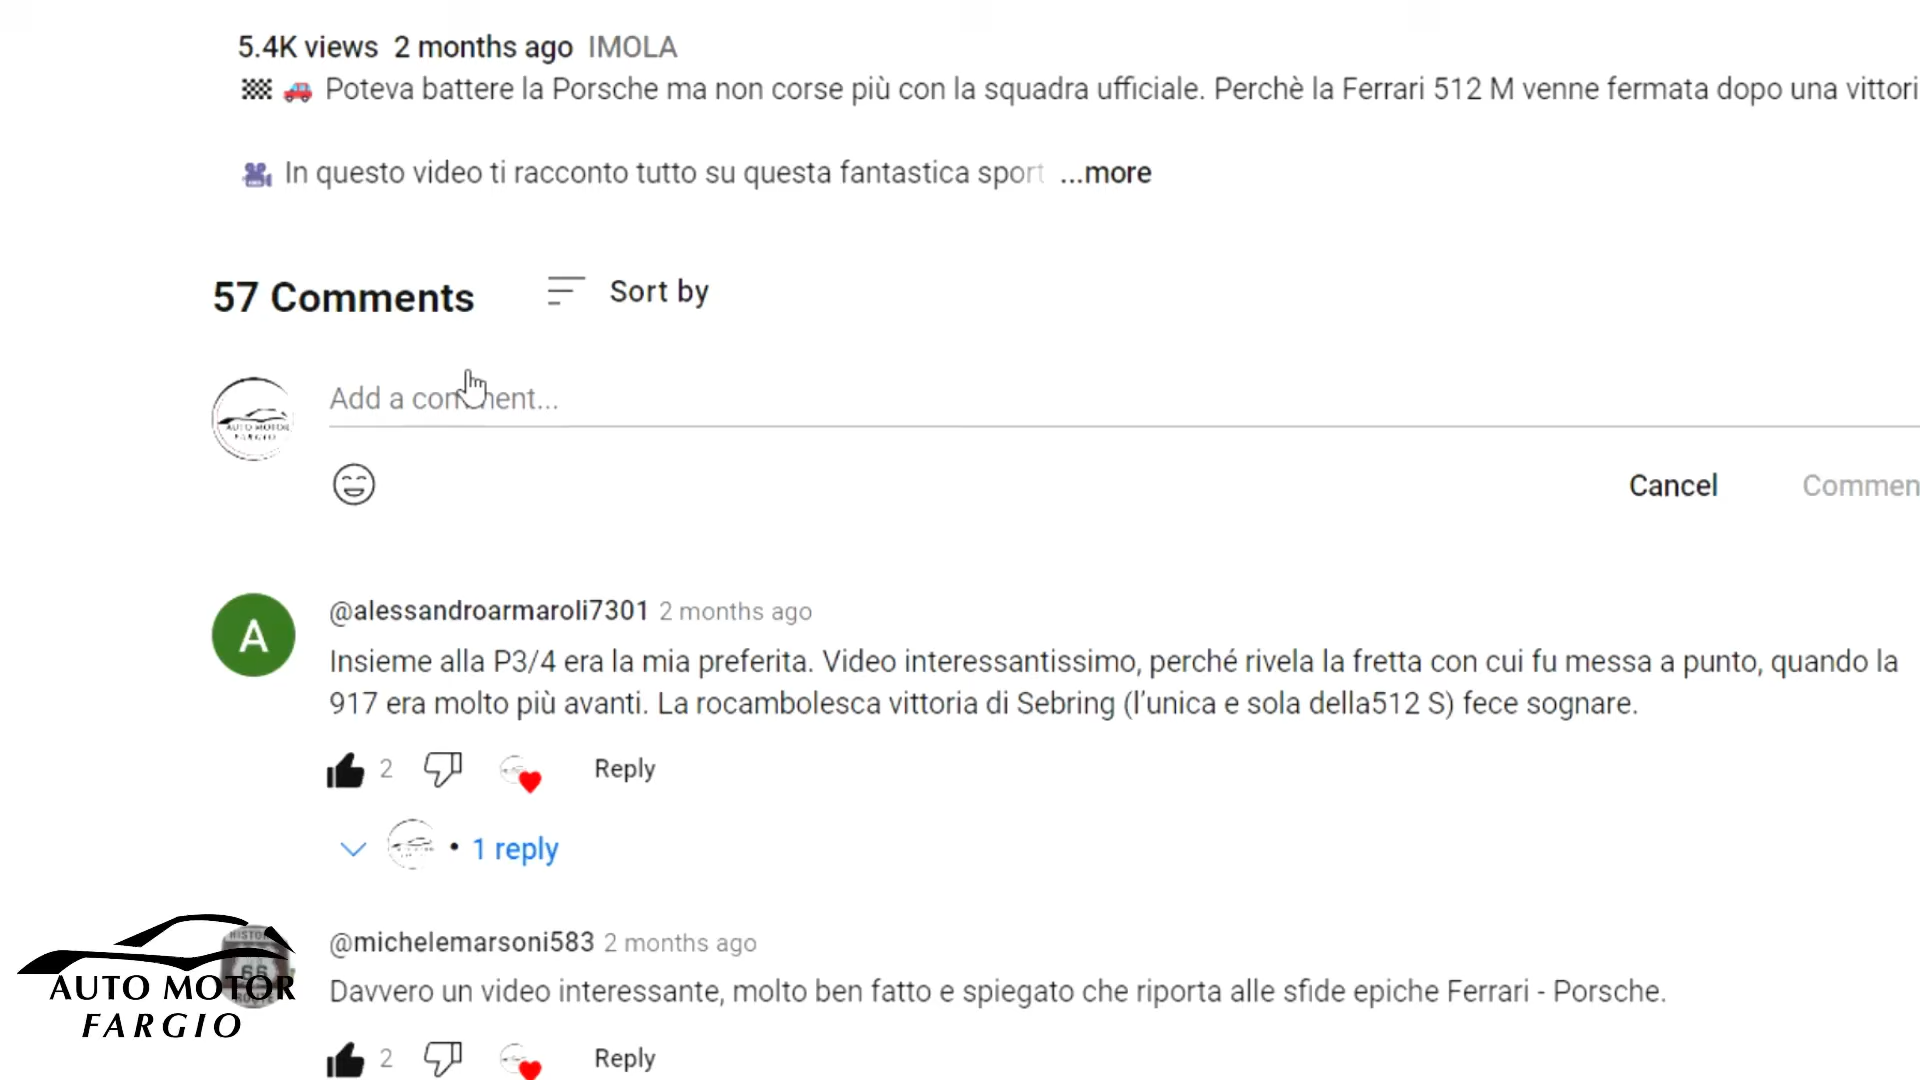 5.4K views 2 months ago IMOLA
Poteva battere la Porsche ma non corse più con la squadra ufficiale. Perchè la Ferrari 512 M venne fermata dopo una vittori
In questo video ti racconto tutto su questa fantastica sport ...more
57 Comments Sort by
Add a comment...
AUTO MOTOR
FARGIO
Cancel Commen
A
@alessandroarmaroli7301 2 months ago
Insieme alla P3/4 era la mia preferita. Video interessantissimo, perché rivela la fretta con cui fu messa a punto, quando la
917 era molto più avanti. La rocambolesca vittoria di Sebring (l'unica e sola della512 S) fece sognare.
2 Reply
• 1 reply
@michelemarsoni583 2 months ago
Davvero un video interessante, molto ben fatto e spiegato che riporta alle sfide epiche Ferrari - Porsche.
2 Reply
66
AUTO MOTOR
FARGIO